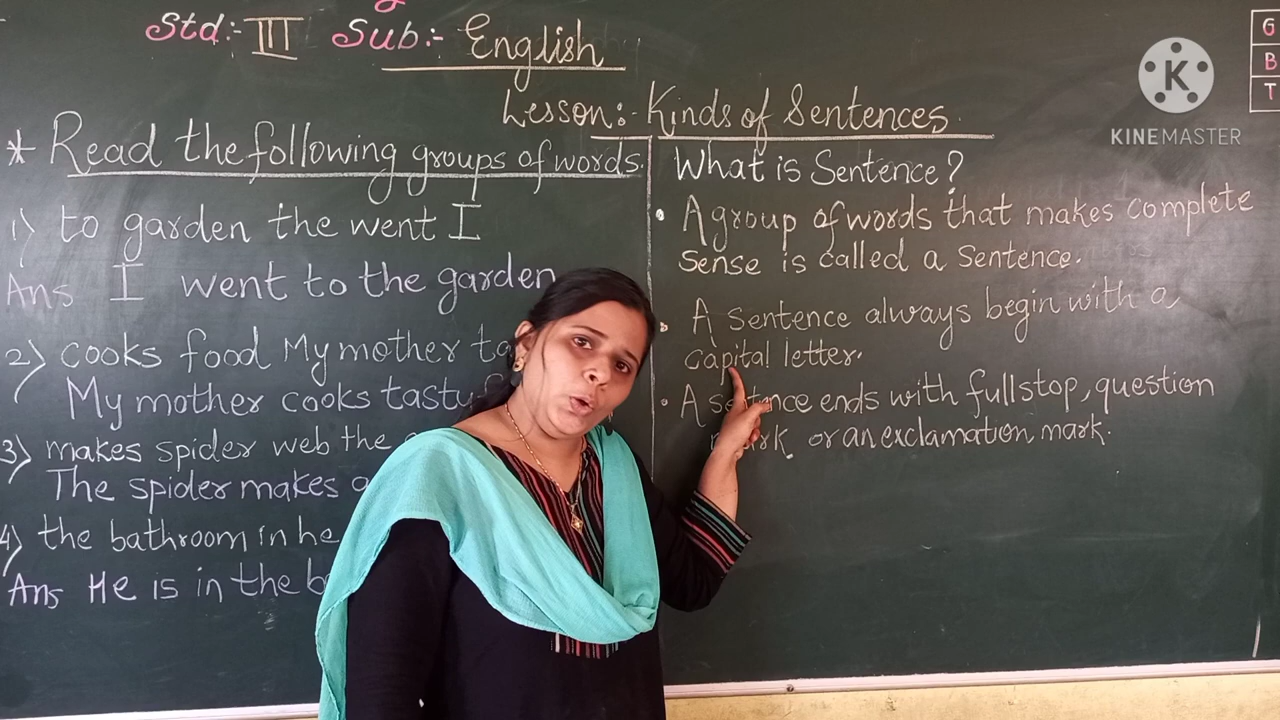 Std:- III Sub:- English
Lesson:- Kinds of Sentences.
* Read the following groups of words.
1) to garden the went I
Ans I went to the garden
2) cooks food My mother
My mother cooks tasty
3) makes spider web the
The spider makes a
4) the bathroom in he
Ans He is in the
What is Sentence?
• A group of words that makes complete
sense is called a sentence.
• A sentence always begin with a
capital letter.
• A sentence ends with fullstop, question
mark or an exclamation mark.
G
B
T
K
KINEMASTER